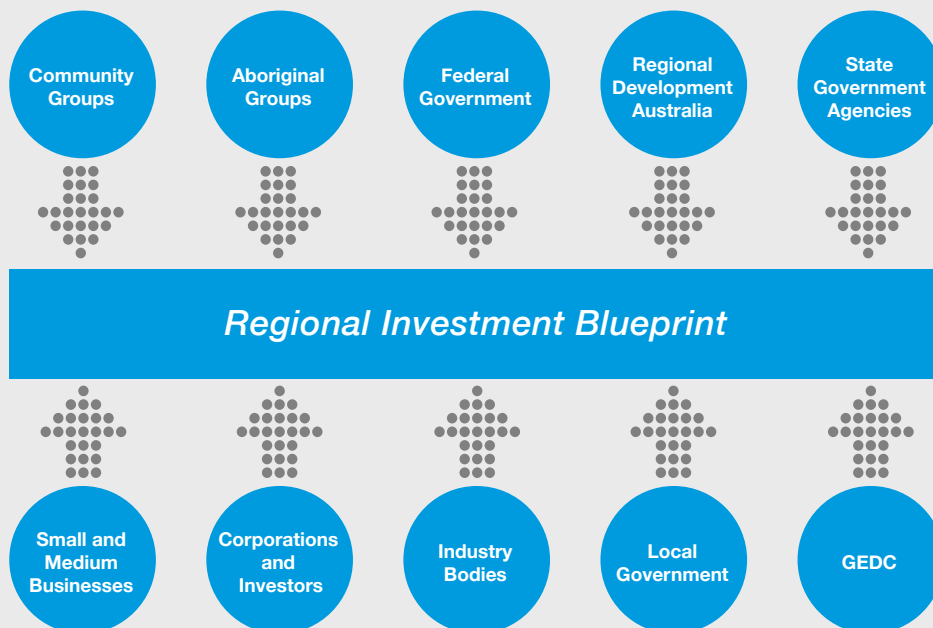 Community
Groups
Aboriginal
Groups
Federal
Government
Regional
Development
Australia
State
Government
Agencies
Regional Investment Blueprint
Small and
Medium
Businesses
Corporations
and
Investors
Industry
Bodies
Local
Government
GEDC